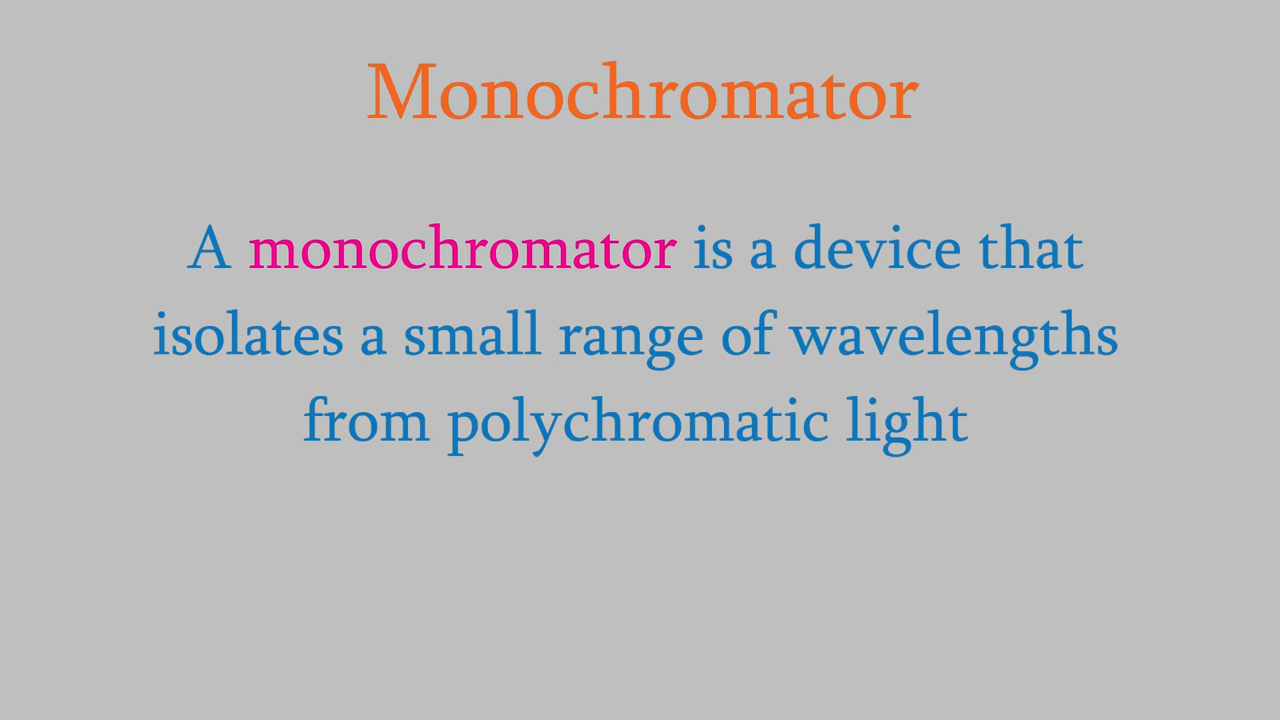 Monochromator
A monochromator is a device that
isolates a small range of wavelengths
from polychromatic light